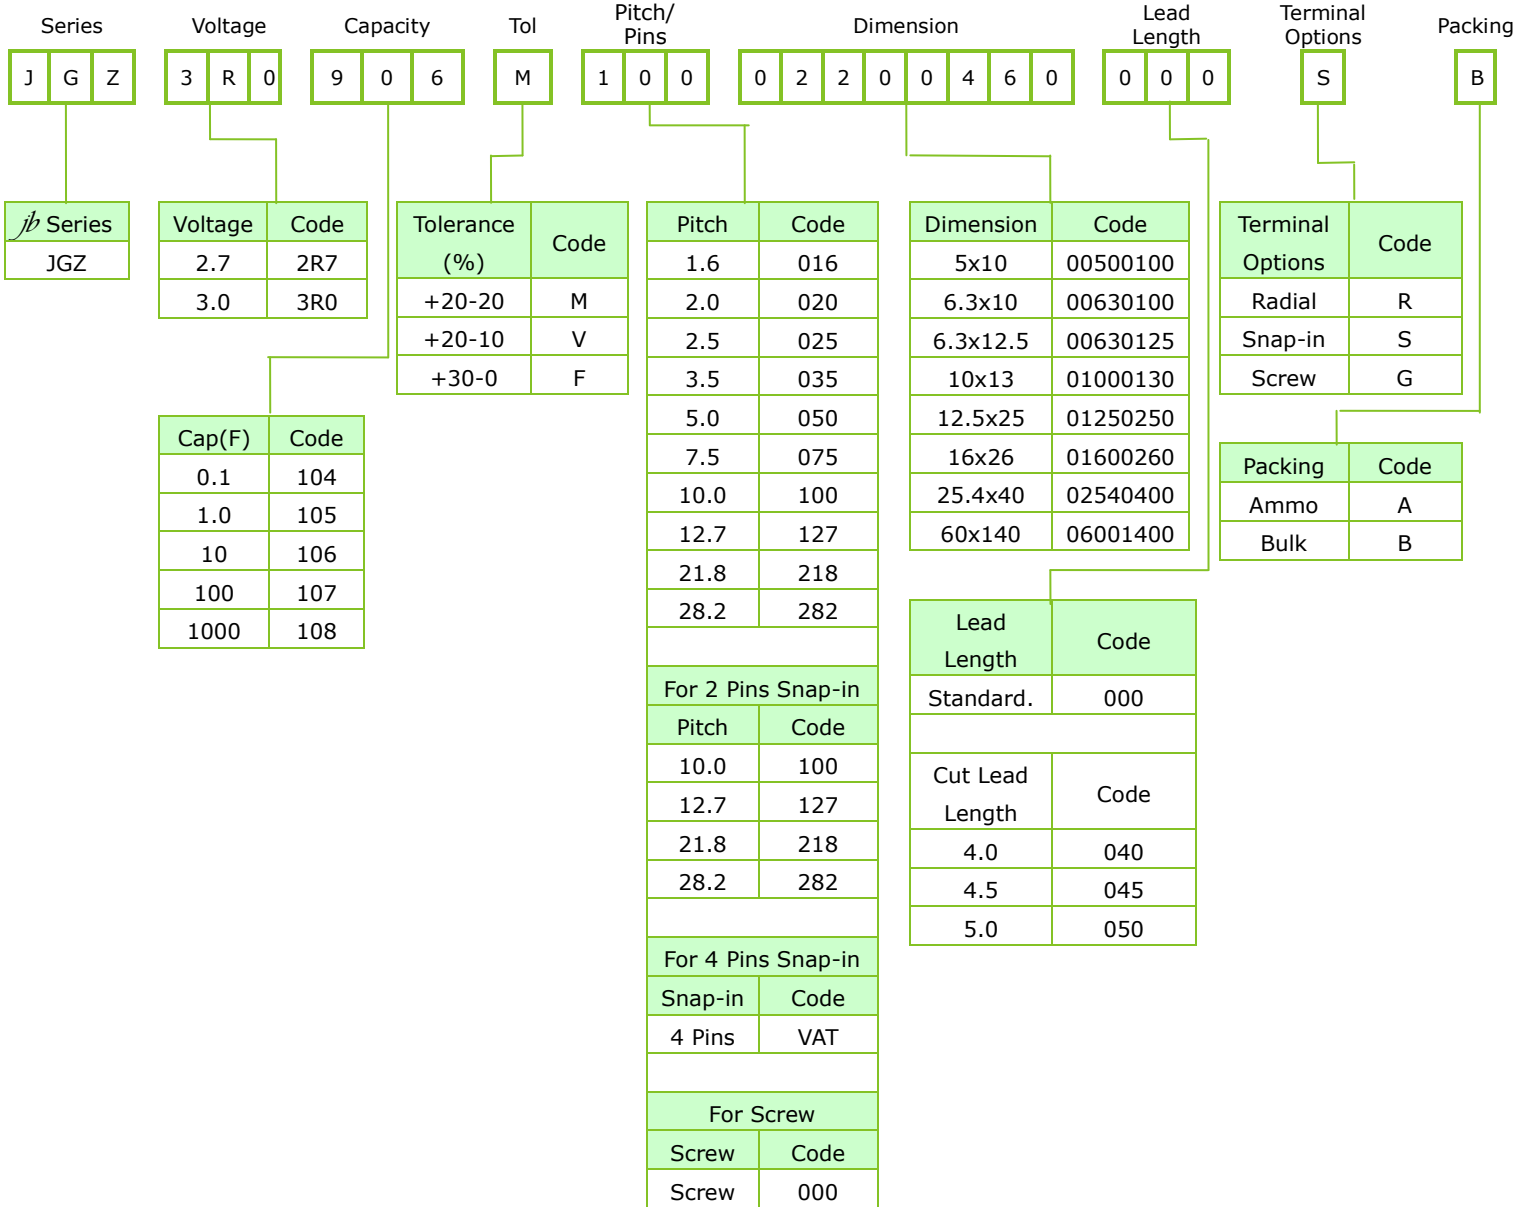 Series Voltage Capacity Tol Pitch/ Pins Dimension Lead Length Terminal Options Packing
J G Z 3 R 0 9 0 6 M 1 0 0 0 2 2 0 0 4 6 0 0 0 0 S B
jb Series
JGZ
Voltage Code
2.7 2R7
3.0 3R0
Cap(F) Code
0.1 104
1.0 105
10 106
100 107
1000 108
Tolerance (%) Code
+20-20 M
+20-10 V
+30-0 F
Pitch Code
1.6 016
2.0 020
2.5 025
3.5 035
5.0 050
7.5 075
10.0 100
12.7 127
21.8 218
28.2 282
For 2 Pins Snap-in
Pitch Code
10.0 100
12.7 127
21.8 218
28.2 282
For 4 Pins Snap-in
Snap-in Code
4 Pins VAT
For Screw
Screw Code
Screw 000
Dimension Code
5x10 00500100
6.3x10 00630100
6.3x12.5 00630125
10x13 01000130
12.5x25 01250250
16x26 01600260
25.4x40 02540400
60x140 06001400
Lead Length Code
Standard. 000
Cut Lead Length Code
4.0 040
4.5 045
5.0 050
Terminal Options Code
Radial R
Snap-in S
Screw G
Packing Code
Ammo A
Bulk B